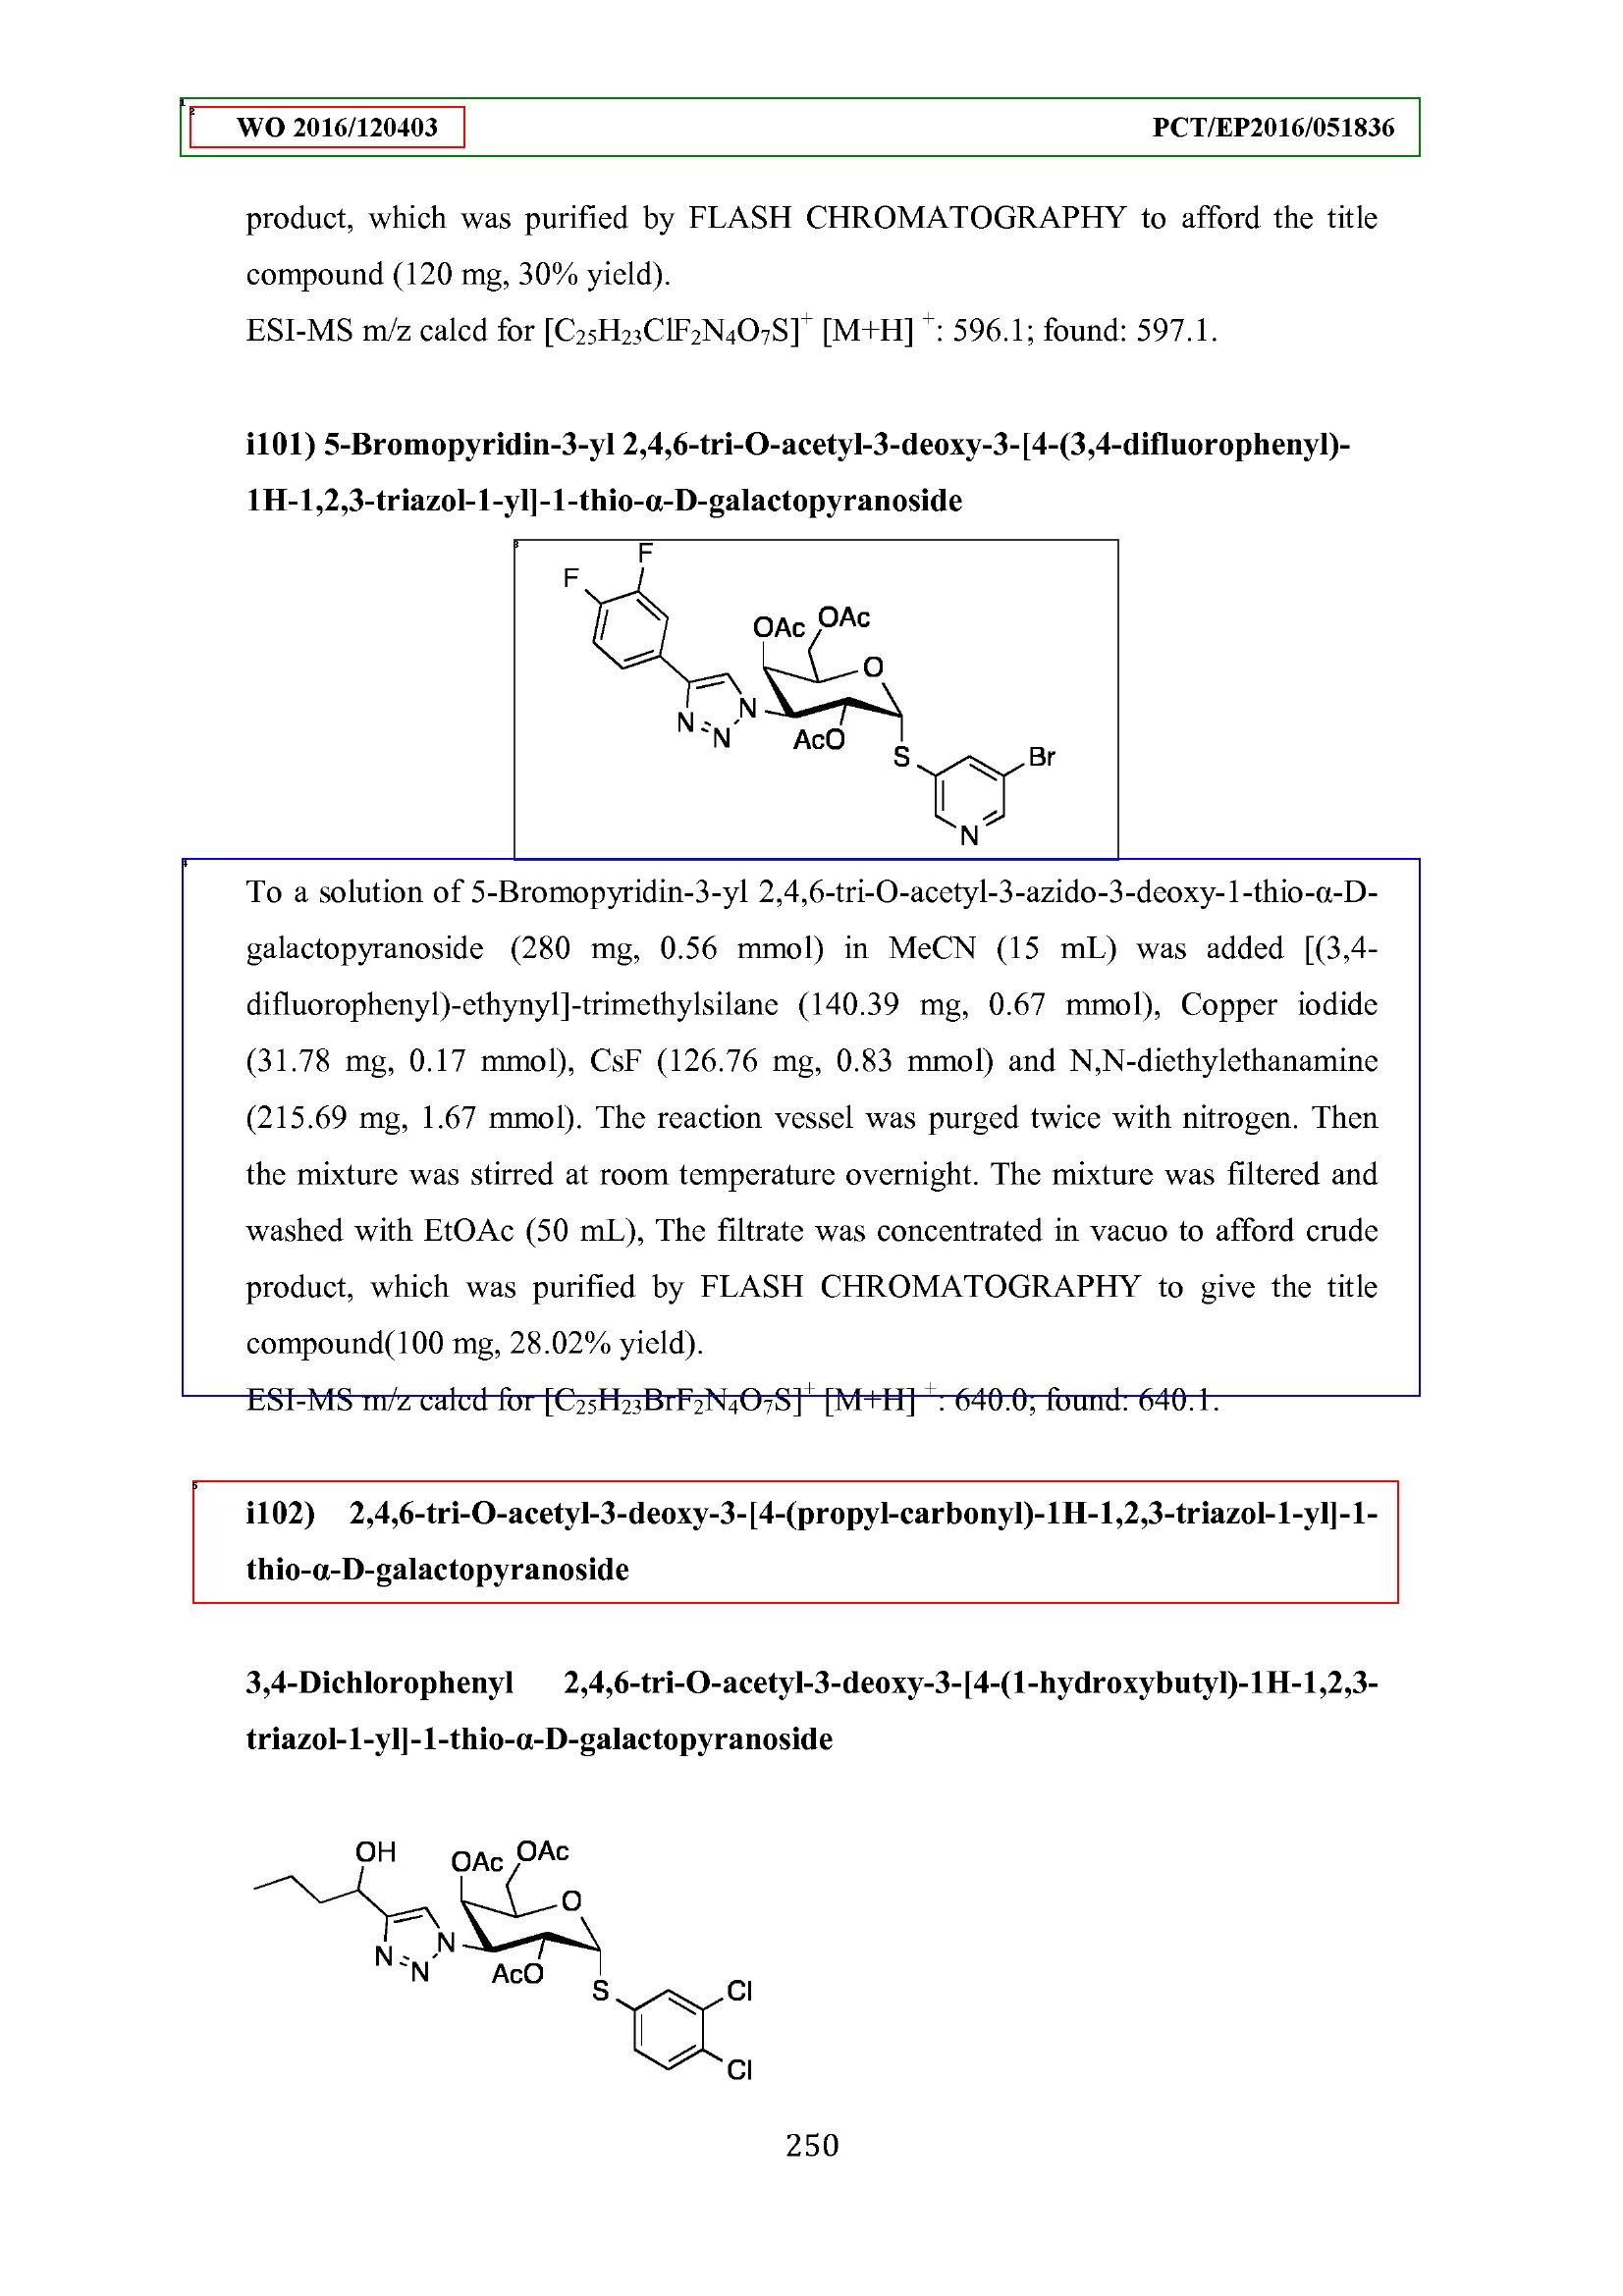 WO 2016/120403 PCT/EP2016/051836
product, which was purified by FLASH CHROMATOGRAPHY to afford the title
compound (120 mg, 30% yield).
ESI-MS m/z calcd for [C₂₅H₂₃ClF₂N₄O₇S]⁺ [M+H] ⁺: 596.1; found: 597.1.
i101) 5-Bromopyridin-3-yl 2,4,6-tri-O-acetyl-3-deoxy-3-[4-(3,4-difluorophenyl)-
1H-1,2,3-triazol-1-yl]-1-thio-α-D-galactopyranoside
F
F
OAc OAc
O
N
N N
AcO
S
Br
N
To a solution of 5-Bromopyridin-3-yl 2,4,6-tri-O-acetyl-3-azido-3-deoxy-1-thio-α-D-
galactopyranoside (280 mg, 0.56 mmol) in MeCN (15 mL) was added [(3,4-
difluorophenyl)-ethynyl]-trimethylsilane (140.39 mg, 0.67 mmol), Copper iodide
(31.78 mg, 0.17 mmol), CsF (126.76 mg, 0.83 mmol) and N,N-diethylethanamine
(215.69 mg, 1.67 mmol). The reaction vessel was purged twice with nitrogen. Then
the mixture was stirred at room temperature overnight. The mixture was filtered and
washed with EtOAc (50 mL), The filtrate was concentrated in vacuo to afford crude
product, which was purified by FLASH CHROMATOGRAPHY to give the title
compound(100 mg, 28.02% yield).
ESI-MS m/z calcd for [C₂₅H₂₃BrF₂N₄O₇S]⁺ [M+H] ⁺: 640.0; found: 640.1.
i102) 2,4,6-tri-O-acetyl-3-deoxy-3-[4-(propyl-carbonyl)-1H-1,2,3-triazol-1-yl]-1-
thio-α-D-galactopyranoside
3,4-Dichlorophenyl 2,4,6-tri-O-acetyl-3-deoxy-3-[4-(1-hydroxybutyl)-1H-1,2,3-
triazol-1-yl]-1-thio-α-D-galactopyranoside
OH
OAc OAc
O
N
N N
AcO
S
Cl
Cl
250